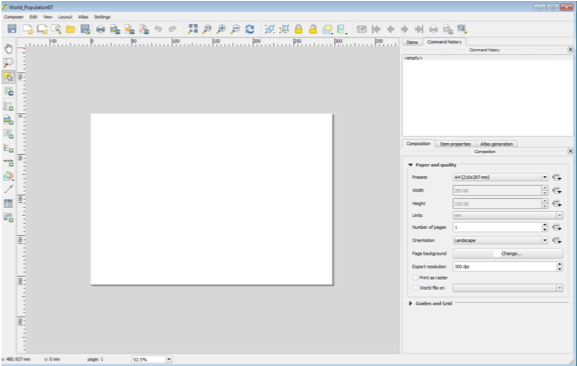 World_Population07
Composer Edit View Layout Atlas Settings
Items Command history
Command history
<empty>
Composition Item properties Atlas generation
Composition
Paper and quality
Presets A4 (210x297 mm)
Width 297.00
Height 210.00
Units mm
Number of pages 1
Orientation Landscape
Page background Change...
Export resolution 300 dpi
Print as raster
World file on
Guides and Grid
x: 480.927 mm y: 0 mm page: 1 52.5%